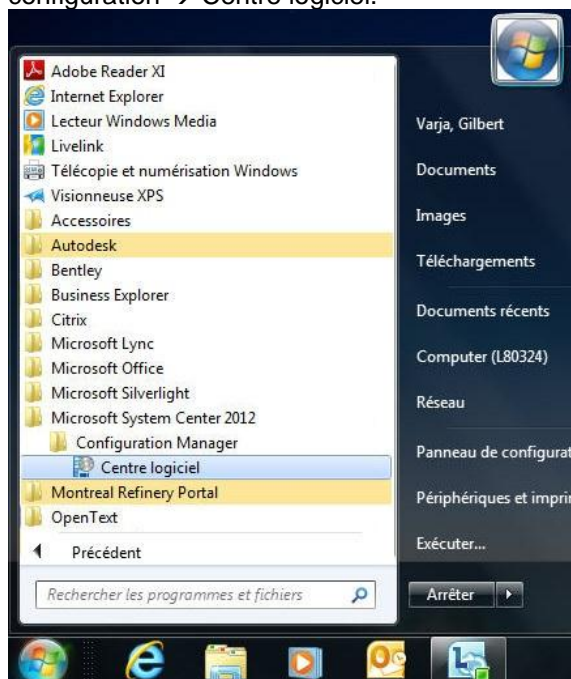 configuration → Centre logiciel.
Adobe Reader XI
Internet Explorer
Lecteur Windows Media
Livelink
Télécopie et numérisation Windows
Visionneuse XPS
Accessoires
Autodesk
Bentley
Business Explorer
Citrix
Microsoft Lync
Microsoft Office
Microsoft Silverlight
Microsoft System Center 2012
Configuration Manager
Centre logiciel
Montreal Refinery Portal
OpenText
Précédent
Rechercher les programmes et fichiers
Varja, Gilbert
Documents
Images
Téléchargements
Documents récents
Computer (L80324)
Réseau
Panneau de configurat
Périphériques et imprir
Exécuter...
Arrêter